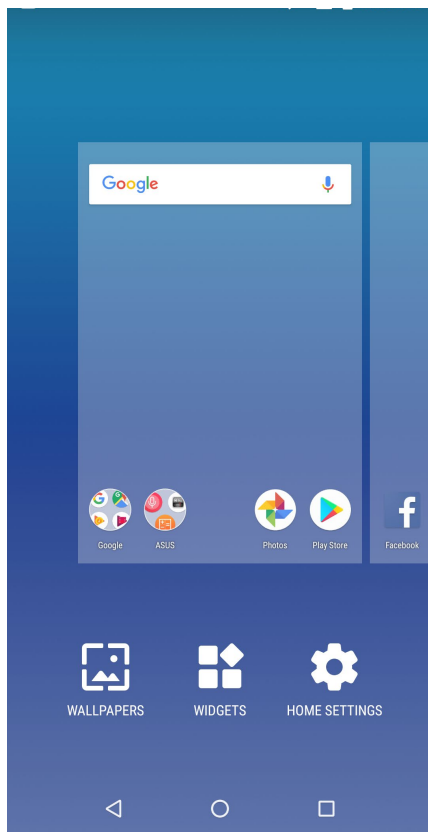 Google
Google
ASUS
Photos
Play Store
Facebook
WALLPAPERS
WIDGETS
HOME SETTINGS